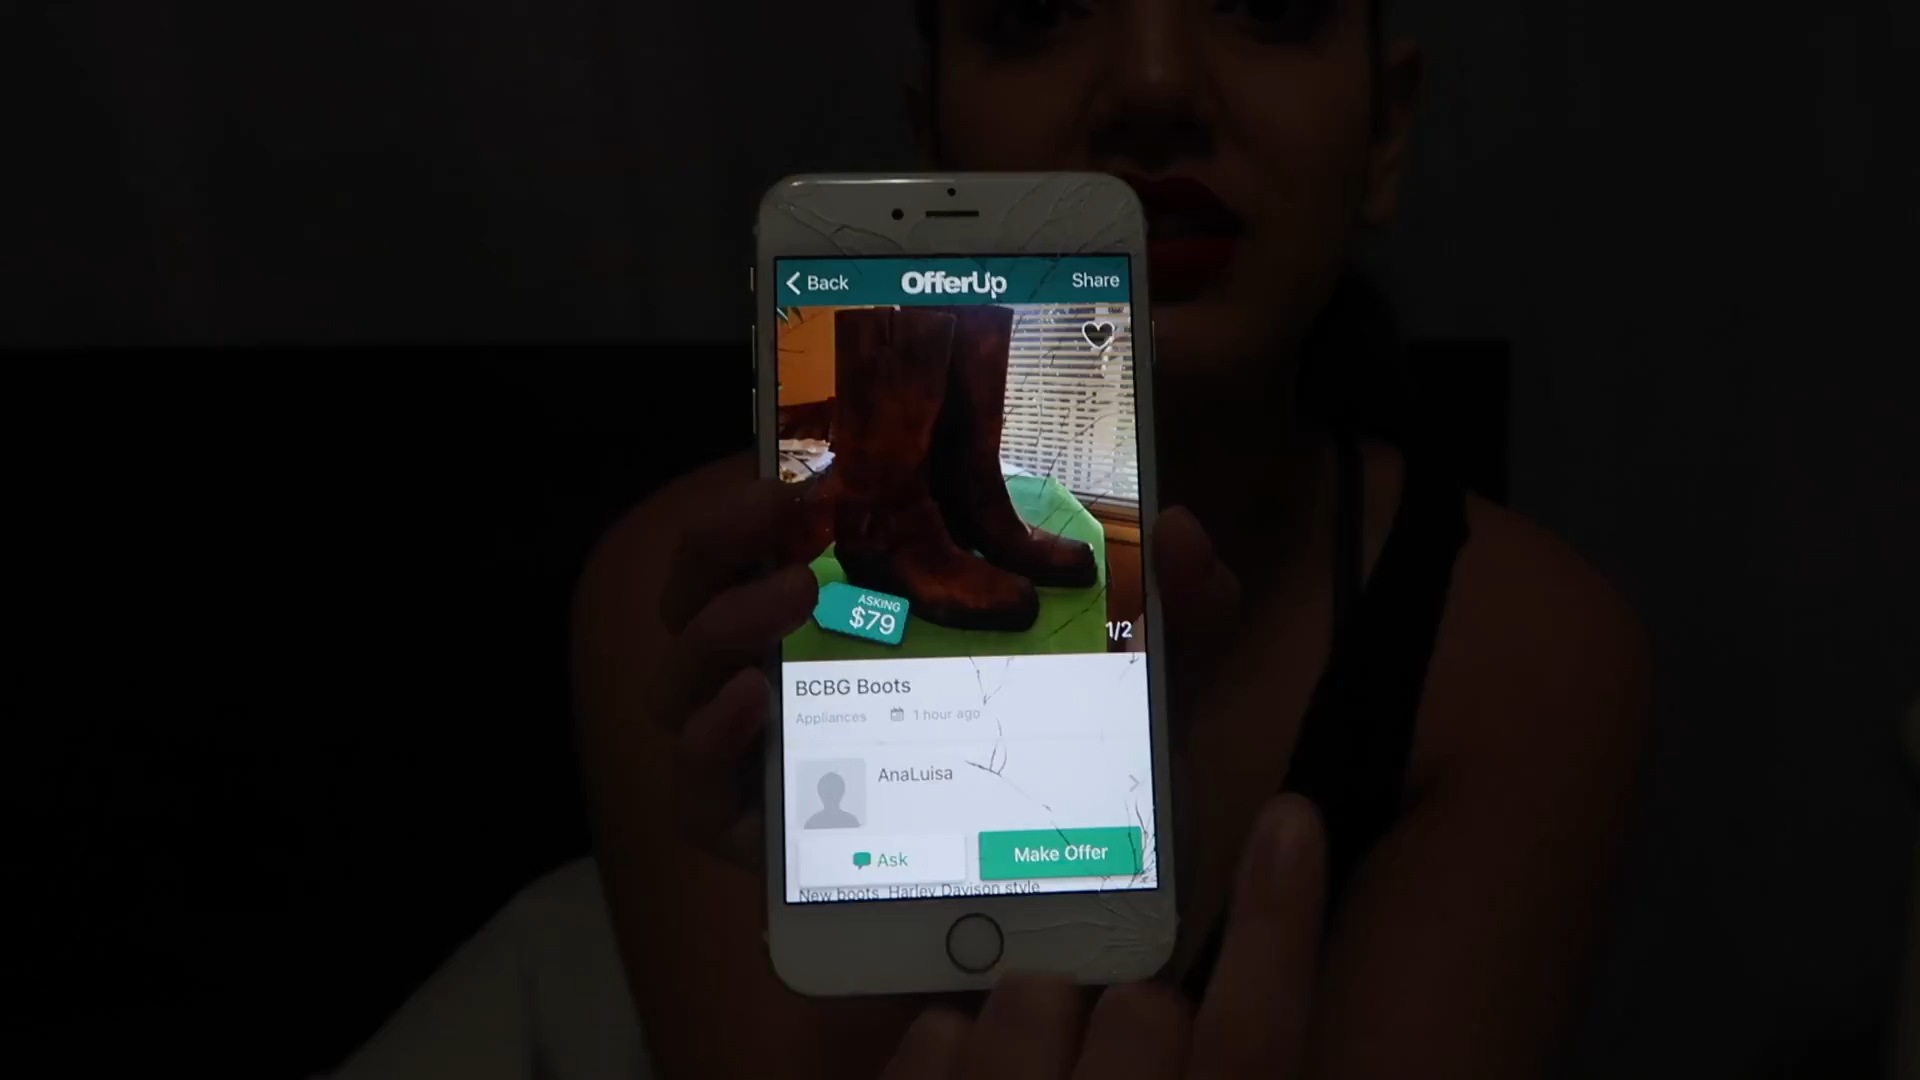 Back
OfferUp
Share
ASKING
$79
1/2
BCBG Boots
Appliances
1 hour ago
AnaLuisa
Ask
Make Offer
New boots Harley Davison style